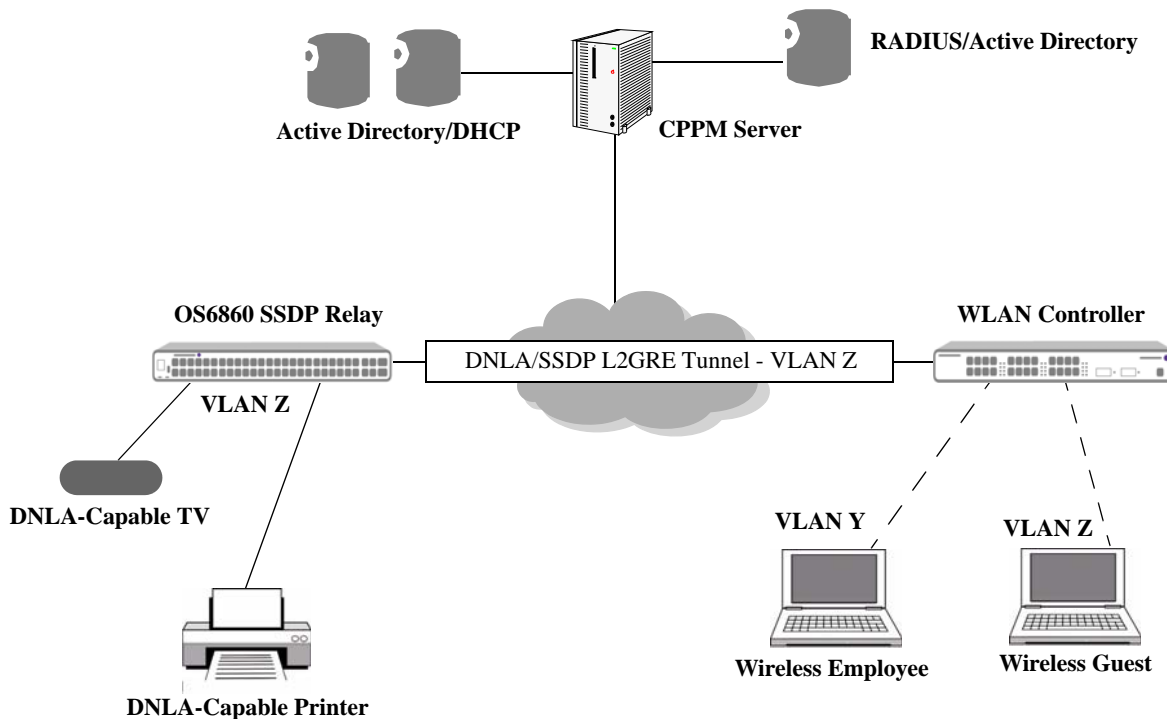 RADIUS/Active Directory
Active Directory/DHCP
CPPM Server
OS6860 SSDP Relay
WLAN Controller
DNLA/SSDP L2GRE Tunnel - VLAN Z
VLAN Z
DNLA-Capable TV
VLAN Y
VLAN Z
Wireless Employee
Wireless Guest
DNLA-Capable Printer